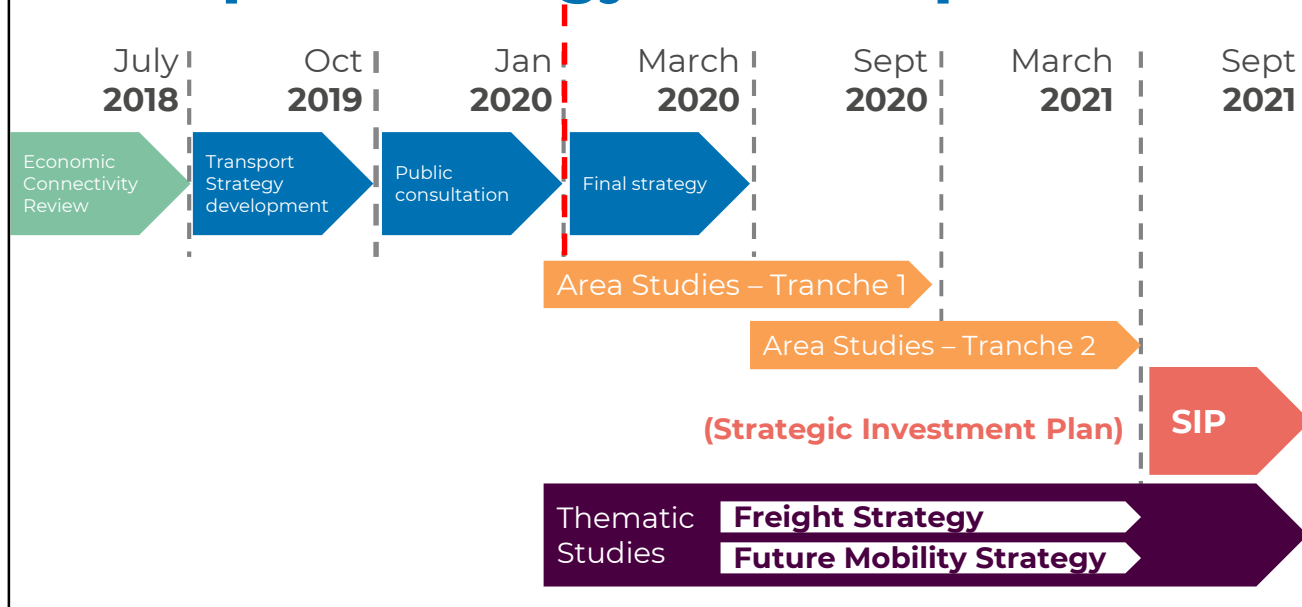 July
2018
Oct
2019
Jan
2020
March
2020
Sept
2020
March
2021
Sept
2021
Economic
Connectivity
Review
Transport
Strategy
development
Public
consultation
Final strategy
Area Studies – Tranche 1
Area Studies – Tranche 2
(Strategic Investment Plan)
SIP
Thematic
Studies
Freight Strategy
Future Mobility Strategy